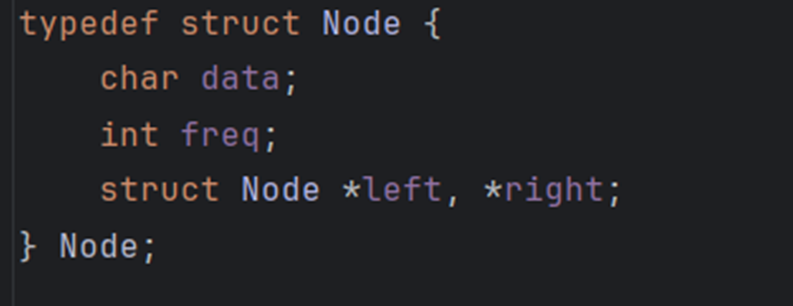 typedef struct Node {
    char data;
    int freq;
    struct Node *left, *right;
} Node;